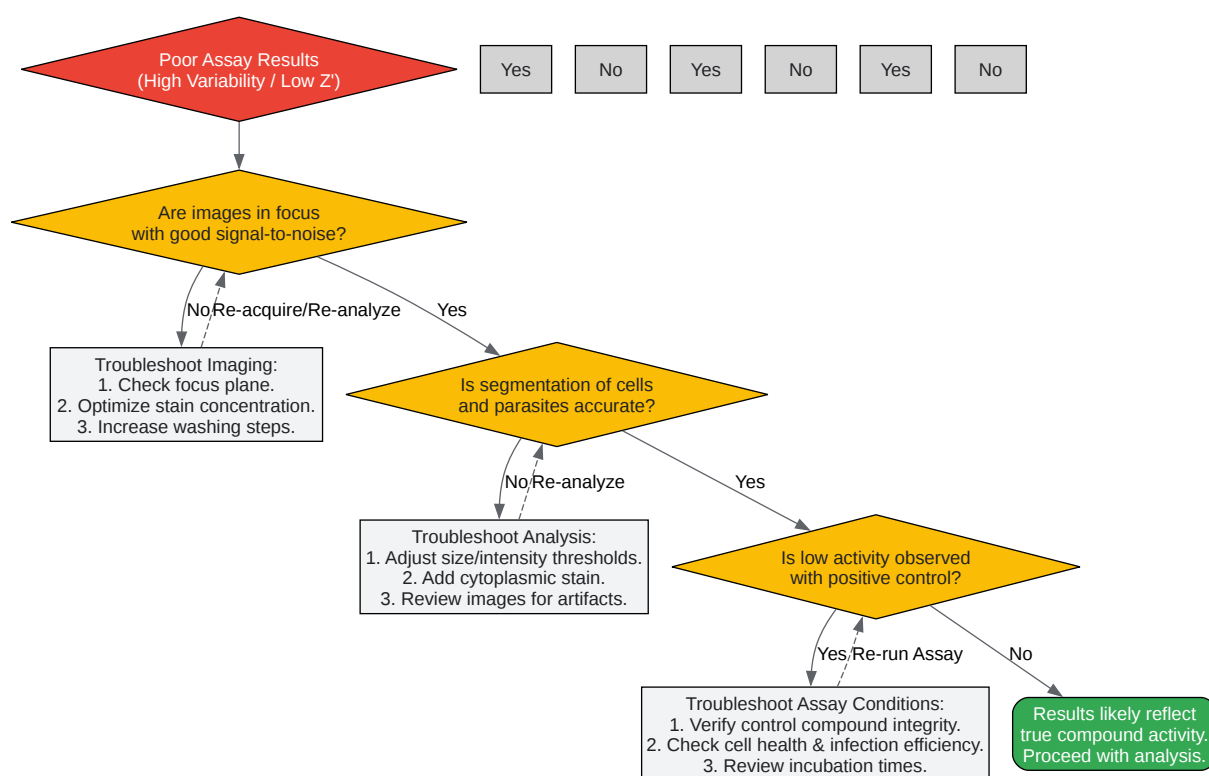 Poor Assay Results
(High Variability / Low Z')
Yes
No
Yes
No
Yes
No
Are images in focus
with good signal-to-noise?
No
Re-acquire/Re-analyze
Yes
Troubleshoot Imaging:
1. Check focus plane.
2. Optimize stain concentration.
3. Increase washing steps.
Is segmentation of cells
and parasites accurate?
No
Re-analyze
Yes
Troubleshoot Analysis:
1. Adjust size/intensity thresholds.
2. Add cytoplasmic stain.
3. Review images for artifacts.
Is low activity observed
with positive control?
Yes
Re-run Assay
No
Troubleshoot Assay Conditions:
1. Verify control compound integrity.
2. Check cell health & infection efficiency.
3. Review incubation times.
Results likely reflect
true compound activity.
Proceed with analysis.